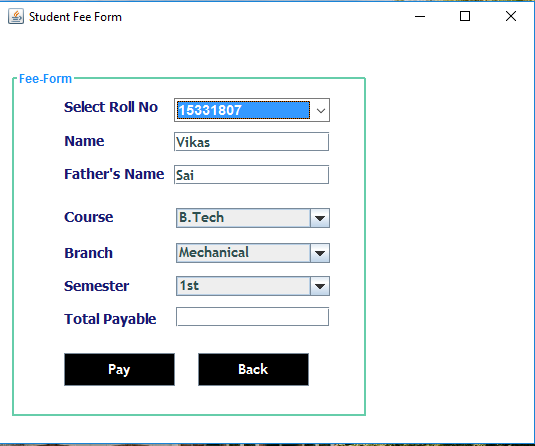 Student Fee Form
Fee-Form
Select Roll No 15331807
Name Vikas
Father's Name Sai
Course B.Tech
Branch Mechanical
Semester 1st
Total Payable
Pay Back